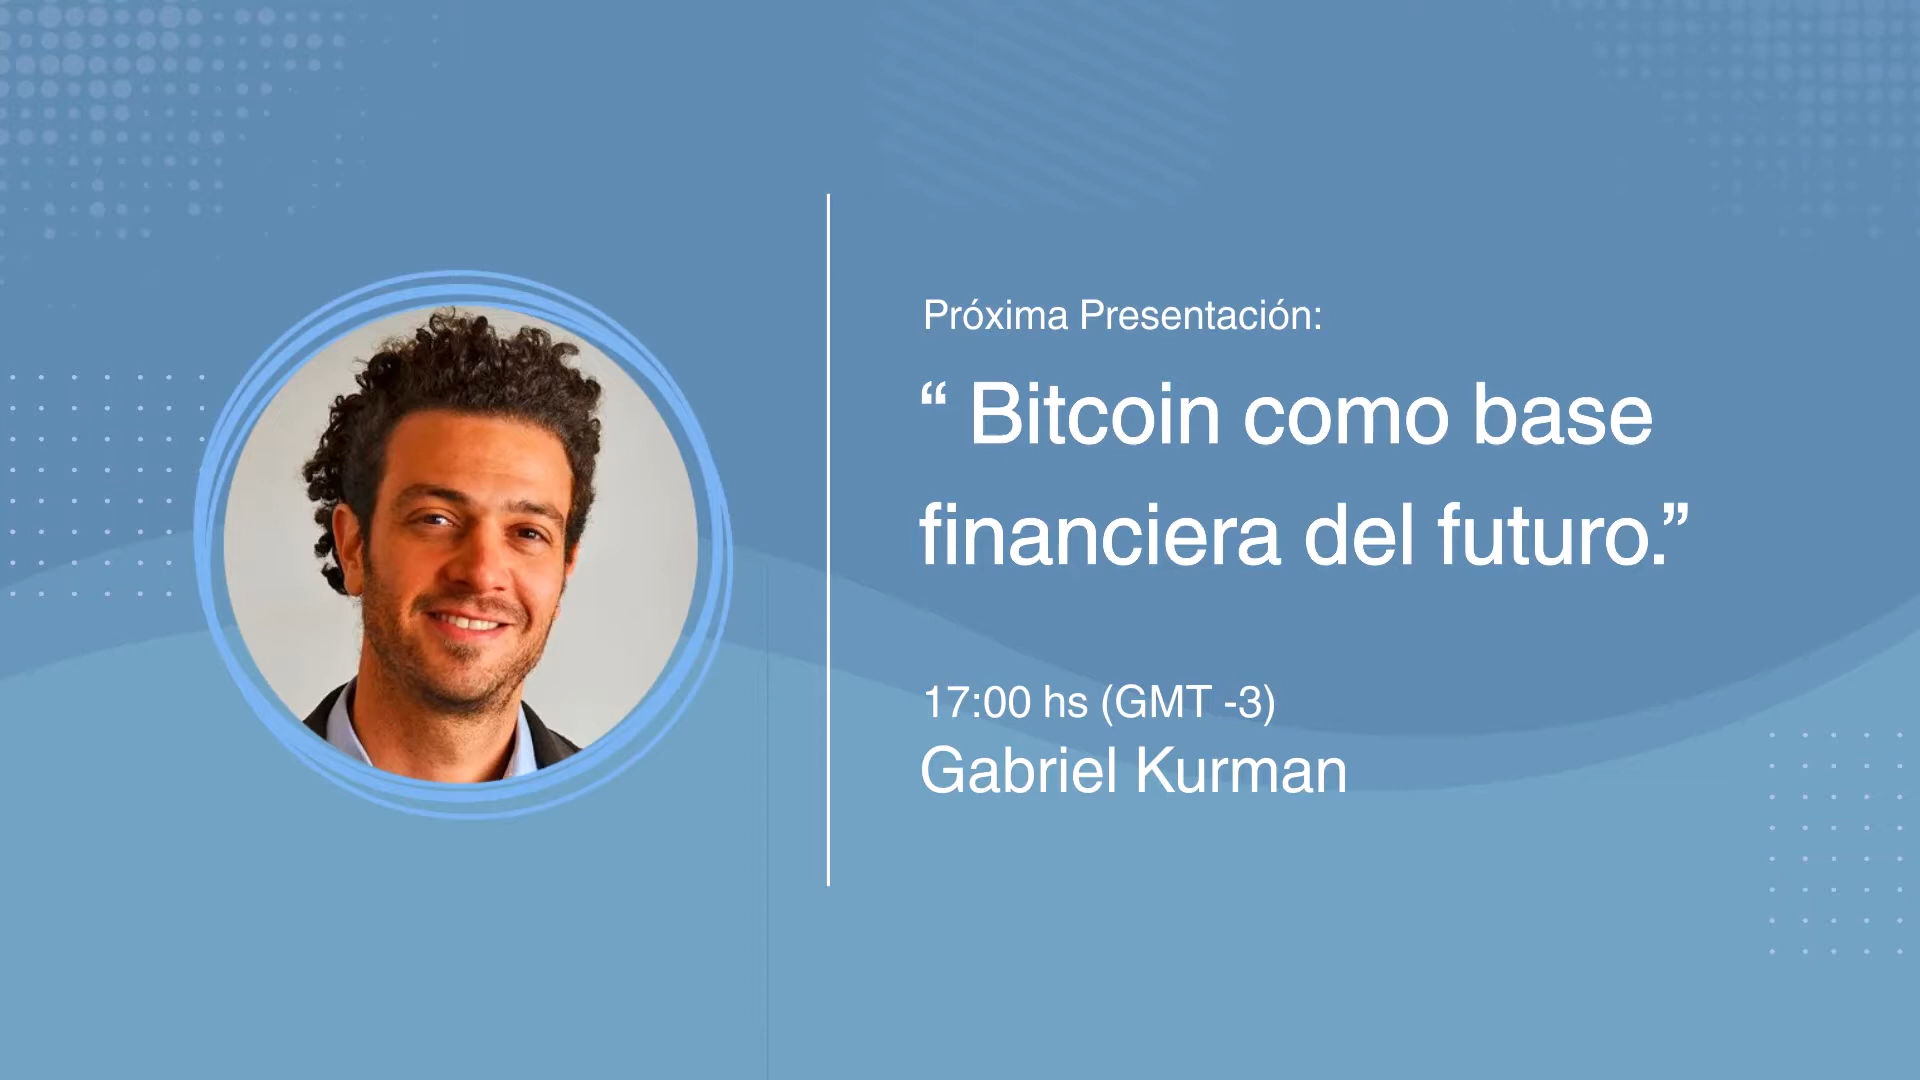 Próxima Presentación:
“ Bitcoin como base
financiera del futuro.”
17:00 hs (GMT -3)
Gabriel Kurman